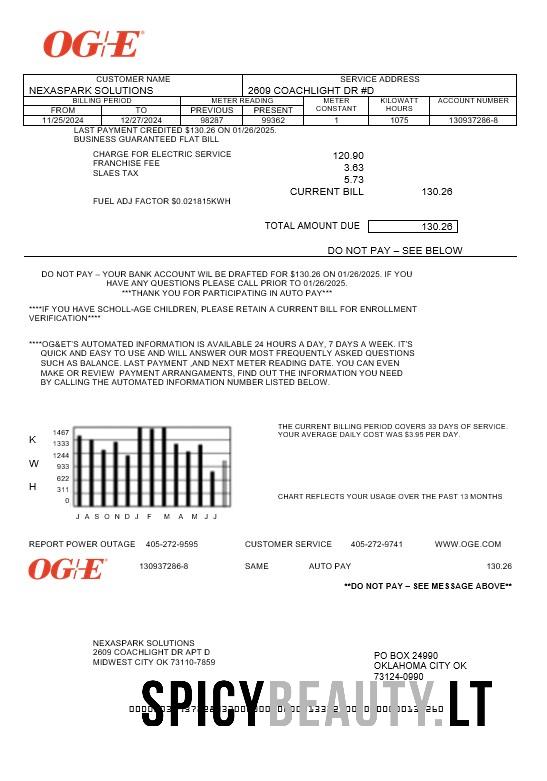 OG/E
CUSTOMER NAME SERVICE ADDRESS
NEXASPARK SOLUTIONS 2609 COACHLIGHT DR #D
BILLING PERIOD METER READING METER CONSTANT KILOWATT HOURS ACCOUNT NUMBER
FROM TO PREVIOUS PRESENT
11/25/2024 12/27/2024 98287 99362 1 1075 130937286-8
LAST PAYMENT CREDITED $130.26 ON 01/26/2025.
BUSINESS GUARANTEED FLAT BILL
CHARGE FOR ELECTRIC SERVICE 120.90
FRANCHISE FEE 3.63
SLAES TAX 5.73
CURRENT BILL 130.26
FUEL ADJ FACTOR $0.021815KWH
TOTAL AMOUNT DUE 130.26
DO NOT PAY – SEE BELOW
DO NOT PAY – YOUR BANK ACCOUNT WIL BE DRAFTED FOR $130.26 ON 01/26/2025. IF YOU
HAVE ANY QUESTIONS PLEASE CALL PRIOR TO 01/26/2025.
***THANK YOU FOR PARTICIPATING IN AUTO PAY***
****IF YOU HAVE SCHOLL-AGE CHILDREN, PLEASE RETAIN A CURRENT BILL FOR ENROLLMENT
VERIFICATION****
****OG&ET'S AUTOMATED INFORMATION IS AVAILABLE 24 HOURS A DAY, 7 DAYS A WEEK. IT'S
QUICK AND EASY TO USE AND WILL ANSWER OUR MOST FREQUENTLY ASKED QUESTIONS
SUCH AS BALANCE. LAST PAYMENT ,AND NEXT METER READING DATE. YOU CAN EVEN
MAKE OR REVIEW PAYMENT ARRANGAMENTS, FIND OUT THE INFORMATION YOU NEED
BY CALLING THE AUTOMATED INFORMATION NUMBER LISTED BELOW.
THE CURRENT BILLING PERIOD COVERS 33 DAYS OF SERVICE.
YOUR AVERAGE DAILY COST WAS $3.95 PER DAY.
K W H
1467
1333
1244
933
622
311
0
J A S O N D J F M A M J J
CHART REFLECTS YOUR USAGE OVER THE PAST 13 MONTHS
REPORT POWER OUTAGE 405-272-9595 CUSTOMER SERVICE 405-272-9741 WWW.OGE.COM
OG/E 130937286-8 SAME AUTO PAY 130.26
**DO NOT PAY – SEE MESSAGE ABOVE**
NEXASPARK SOLUTIONS
2609 COACHLIGHT DR APT D
MIDWEST CITY OK 73110-7859
PO BOX 24990
OKLAHOMA CITY OK
73124-0990
SPICYBEAUTY.LT